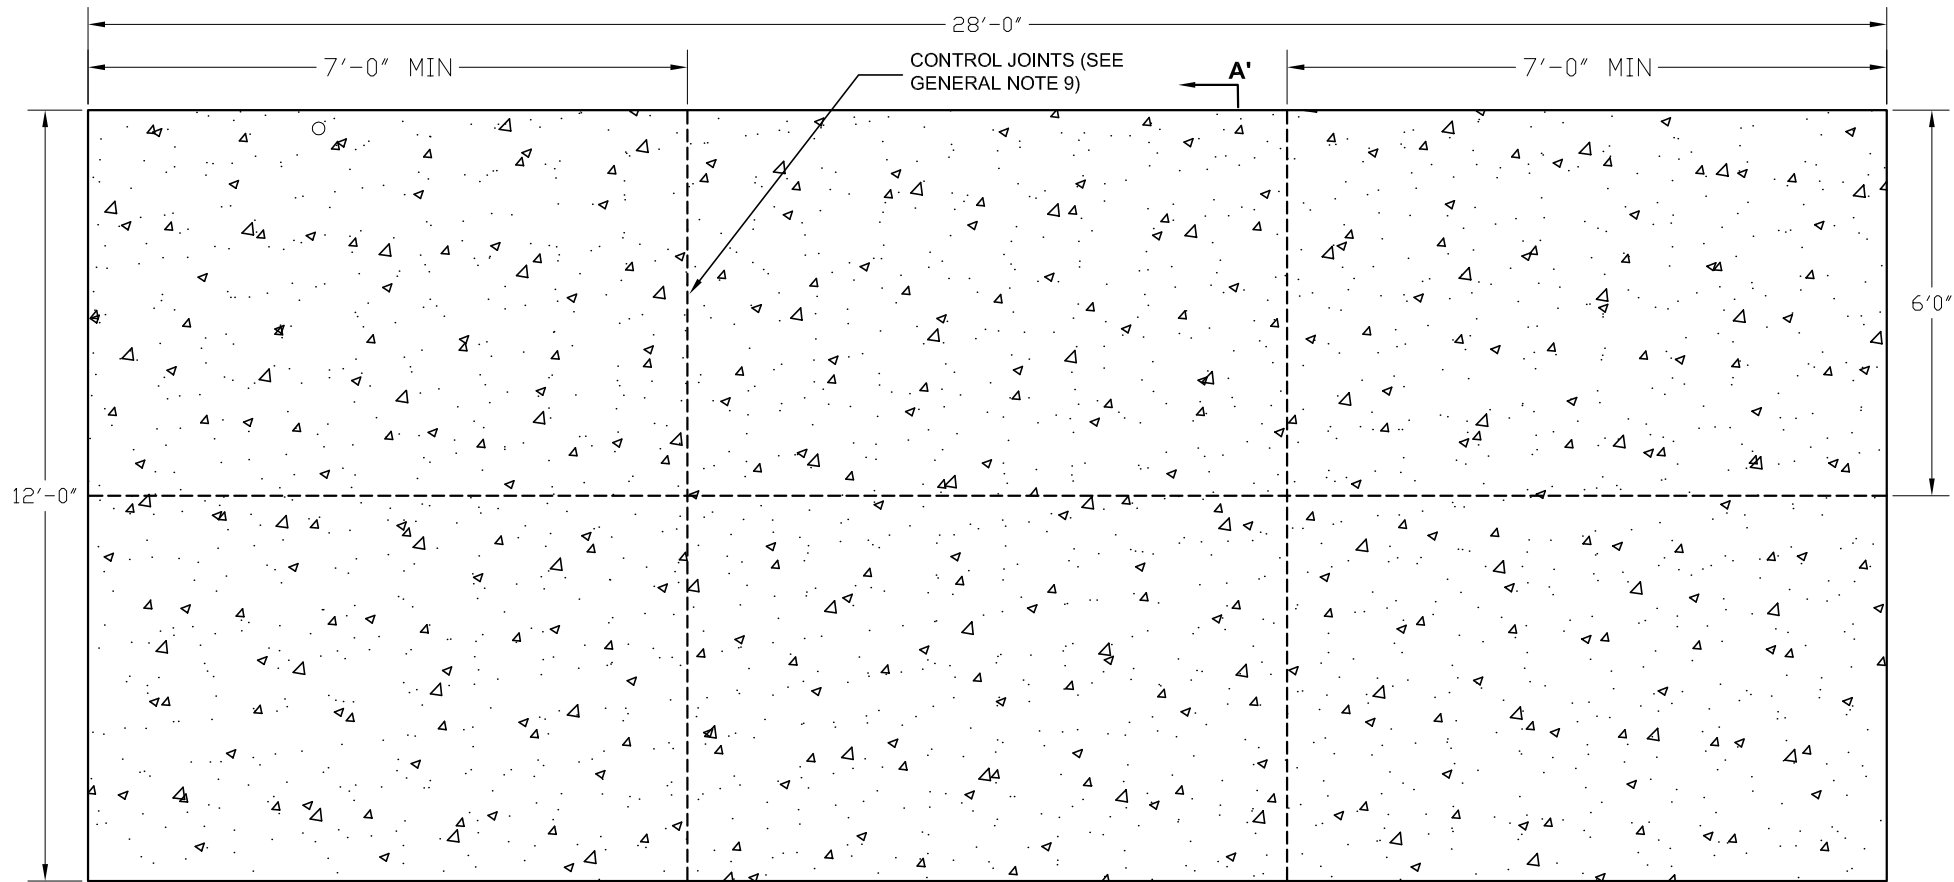 28'-0"
7'-0" MIN
CONTROL JOINTS (SEE
GENERAL NOTE 9)
A'
7'-0" MIN
6'0"
12'-0"